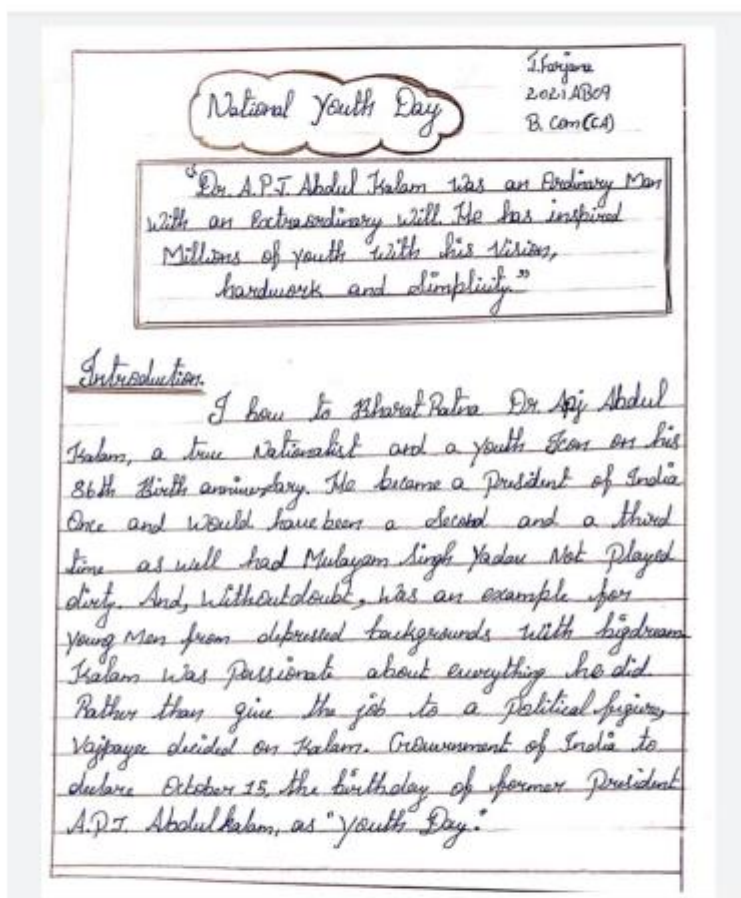 J. Farjana
2021AB09
B. Com (CA)
National Youth Day
"Dr. A.P.J Abdul Kalam was an Ordinary Man
With an Extraordinary will. He has inspired
Millions of youth with his Vision,
hardwork and Simplicity."
Introduction.
I bow to Bharat Ratna Dr. Apj Abdul
Kalam, a true Nationalist and a youth Icon on his
86th Birth anniversary. He became a President of India
Once and would have been a Second and a third
time as well had Mulayam Singh Yadav Not Played
dirty. And, Without doubt, was an example for
young Men from depressed backgrounds with big dream
Kalam was Passionate about everything he did.
Rather than give the job to a Political figure,
Vajpayee decided on Kalam. Government of India to
declare October 15, the birthday of former President
A.P.J. Abdul kalam, as "Youth Day."